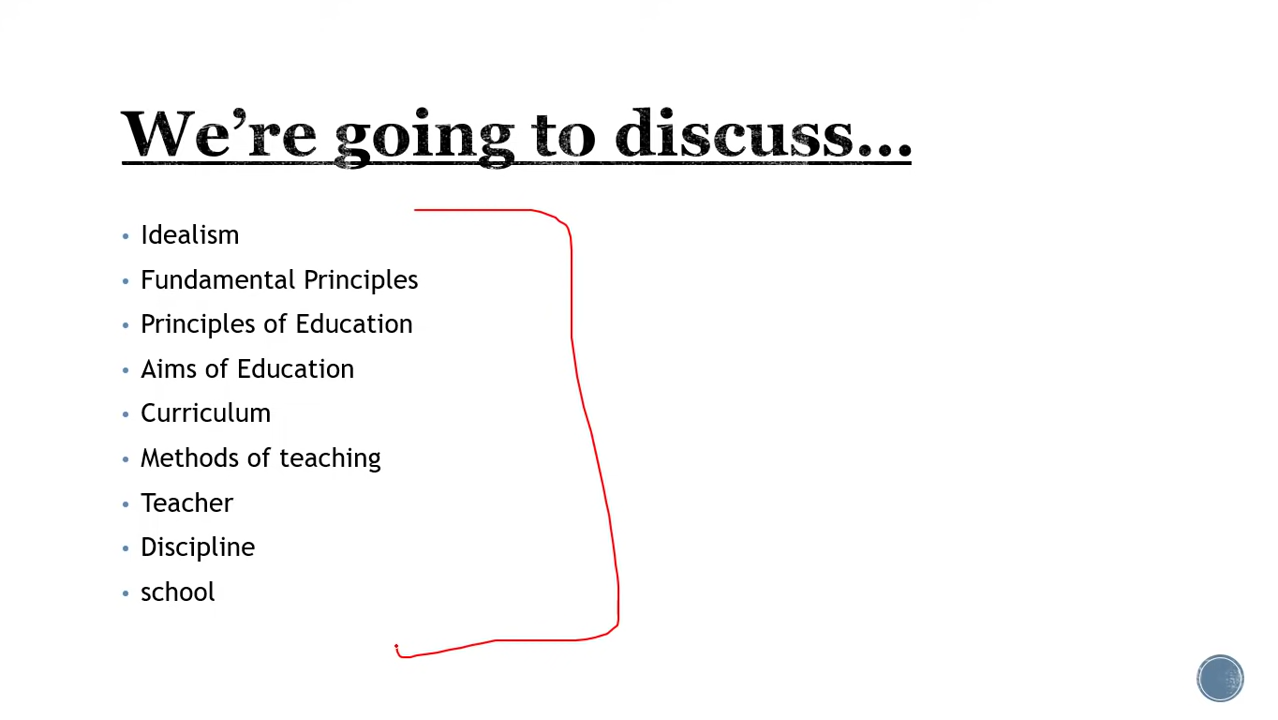 We're going to discuss...
• Idealism
• Fundamental Principles
• Principles of Education
• Aims of Education
• Curriculum
• Methods of teaching
• Teacher
• Discipline
• school